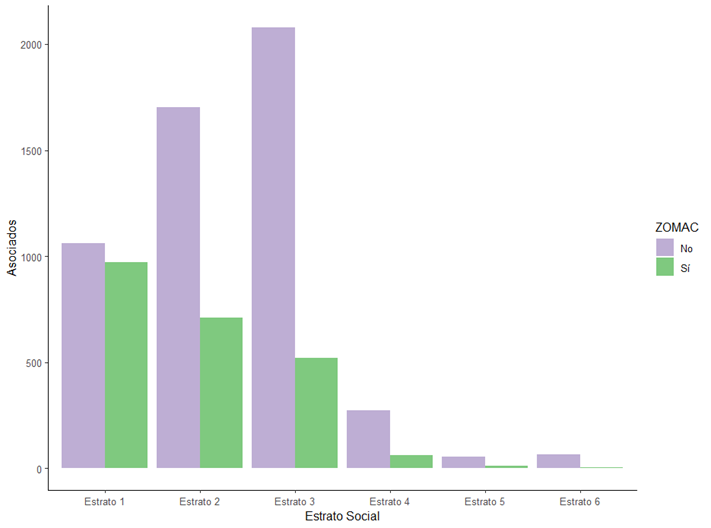 2000
1500
1000
500
0
Asociados
Estrato 1
Estrato 2
Estrato 3
Estrato 4
Estrato 5
Estrato 6
Estrato Social
ZOMAC
No
Sí